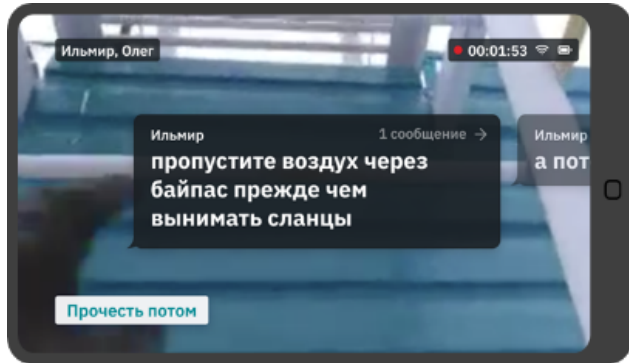 Ильмир, Олег
00:01:53
Ильмир
1 сообщение →
пропустите воздух через
байпас прежде чем
вынимать сланцы
Ильмир
а пот
Прочесть потом